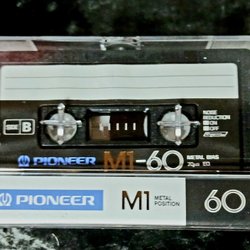 B
NOISE
REDUCTION
ON
OFF
PIONEER M1-60 METAL BIAS
70μs EQ
PIONEER M1 METAL
POSITION 60